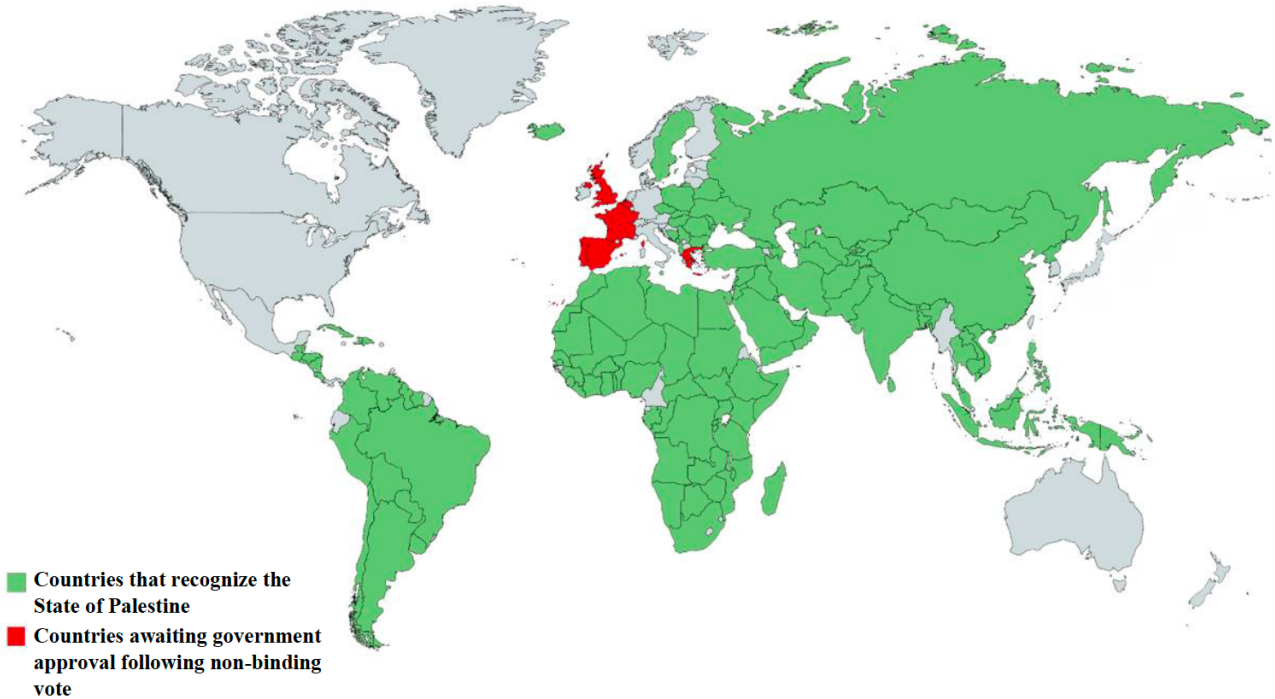 Countries that recognize the
State of Palestine
Countries awaiting government
approval following non-binding
vote